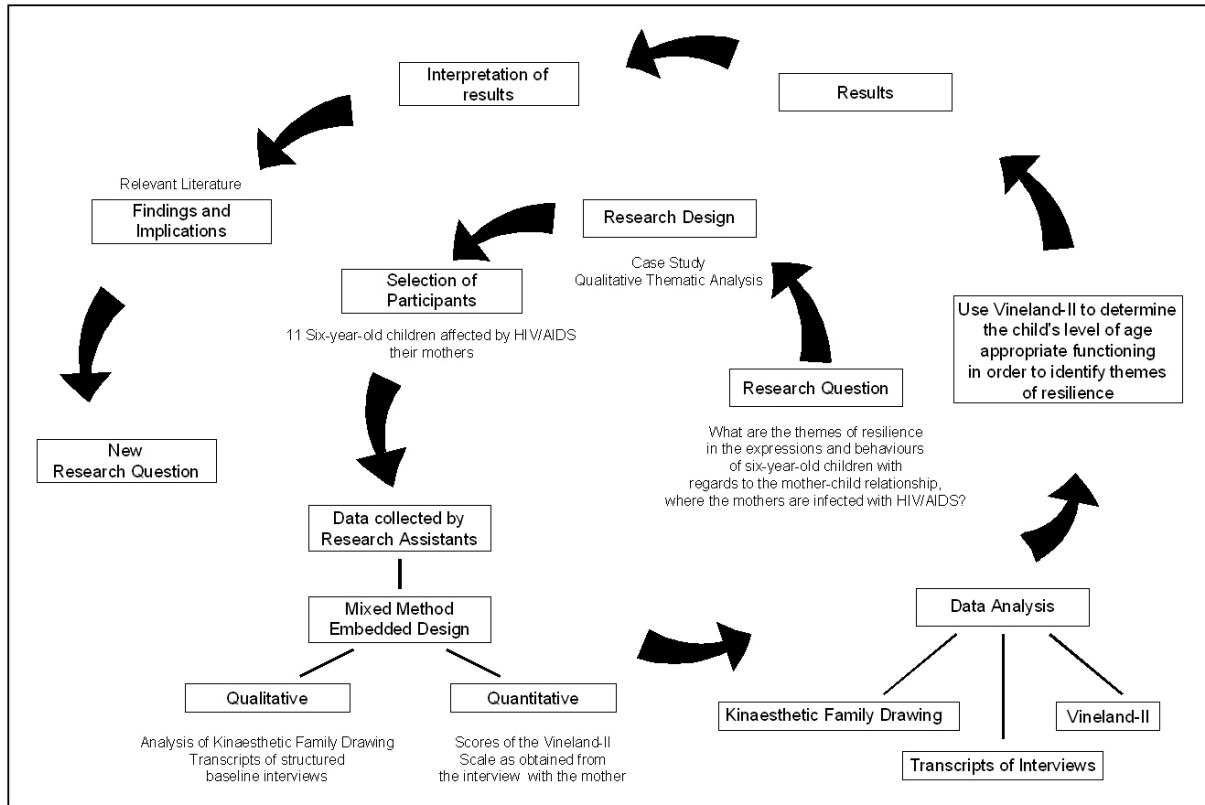 Interpretation of
results
Results
Relevant Literature
Findings and
Implications
Research Design
Case Study
Qualitative Thematic Analysis
Selection of
Participants
11 Six-year-old children affected by HIV/AIDS
their mothers
Use Vineland-II to determine
the child's level of age
appropriate functioning
in order to identify themes
of resilience
Research Question
What are the themes of resilience
in the expressions and behaviours
of six-year-old children with
regards to the mother-child relationship,
where the mothers are infected with HIV/AIDS?
New
Research Question
Data collected by
Research Assistants
Mixed Method
Embedded Design
Qualitative
Analysis of Kinaesthetic Family Drawing
Transcripts of structured
baseline interviews
Quantitative
Scores of the Vineland-II
Scale as obtained from
the interview with the mother
Data Analysis
Kinaesthetic Family Drawing
Transcripts of Interviews
Vineland-II